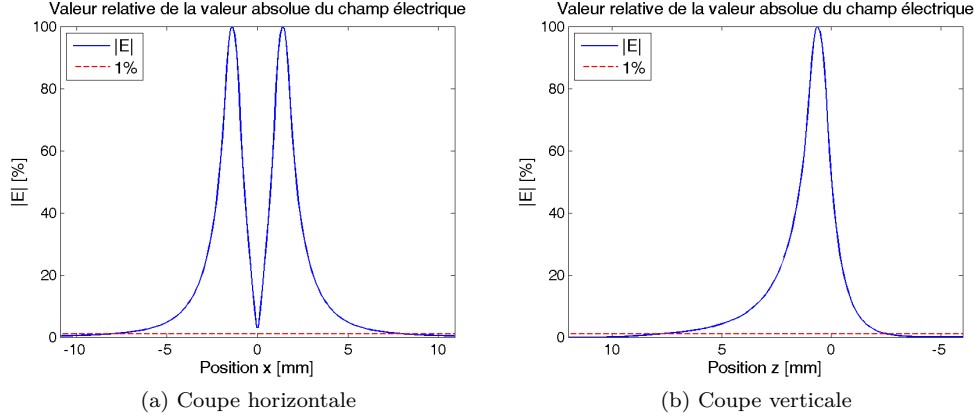 Valeur relative de la valeur absolue du champ électrique
|E|
1%
100
80
60
40
20
0
|E| [%]
-10
-5
0
5
10
Position x [mm]
(a) Coupe horizontale
Valeur relative de la valeur absolue du champ électrique
|E|
1%
100
80
60
40
20
0
|E| [%]
10
5
0
-5
Position z [mm]
(b) Coupe verticale